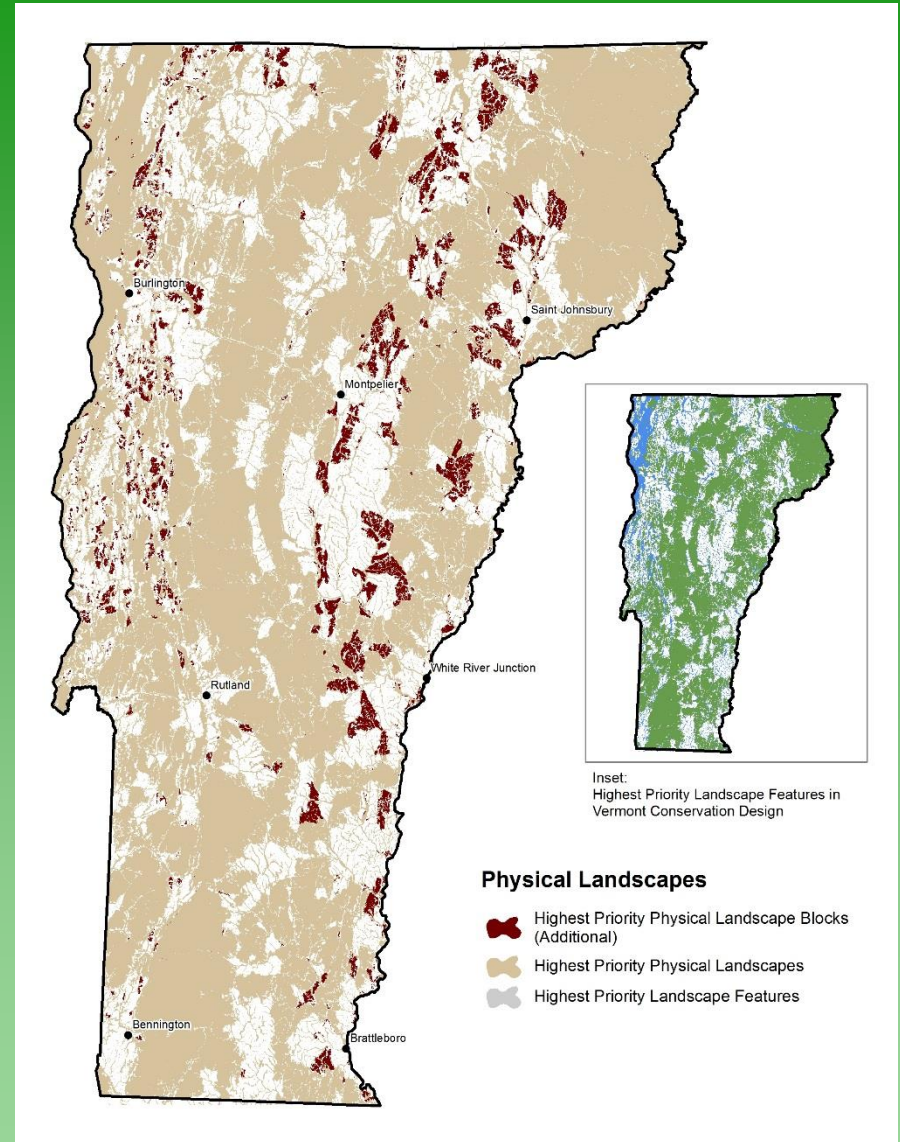 Burlington
Saint Johnsbury
Montpelier
White River Junction
Rutland
Inset:
Highest Priority Landscape Features in
Vermont Conservation Design
Physical Landscapes
Highest Priority Physical Landscape Blocks
(Additional)
Highest Priority Physical Landscapes
Highest Priority Landscape Features
Bennington
Brattleboro